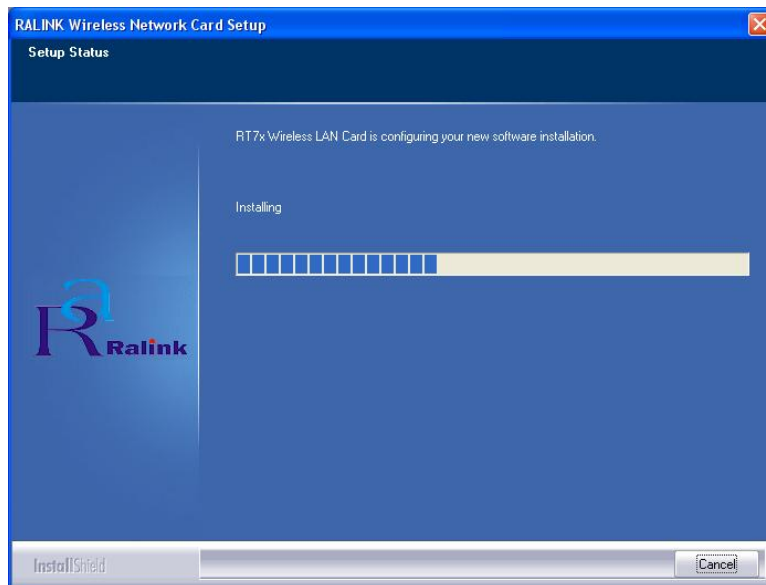 RALINK Wireless Network Card Setup
Setup Status
RT7x Wireless LAN Card is configuring your new software installation.
Installing
Ra
Ralink
InstallShield
Cancel